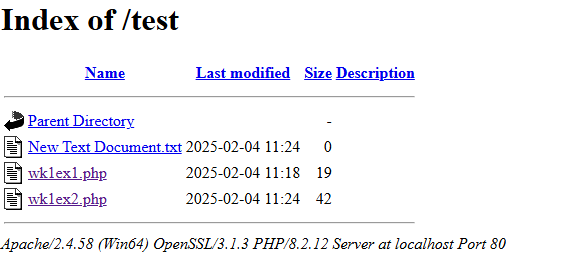 Index of /test
Name Last modified Size Description
Parent Directory -
New Text Document.txt 2025-02-04 11:24 0
wk1ex1.php 2025-02-04 11:18 19
wk1ex2.php 2025-02-04 11:24 42
Apache/2.4.58 (Win64) OpenSSL/3.1.3 PHP/8.2.12 Server at localhost Port 80